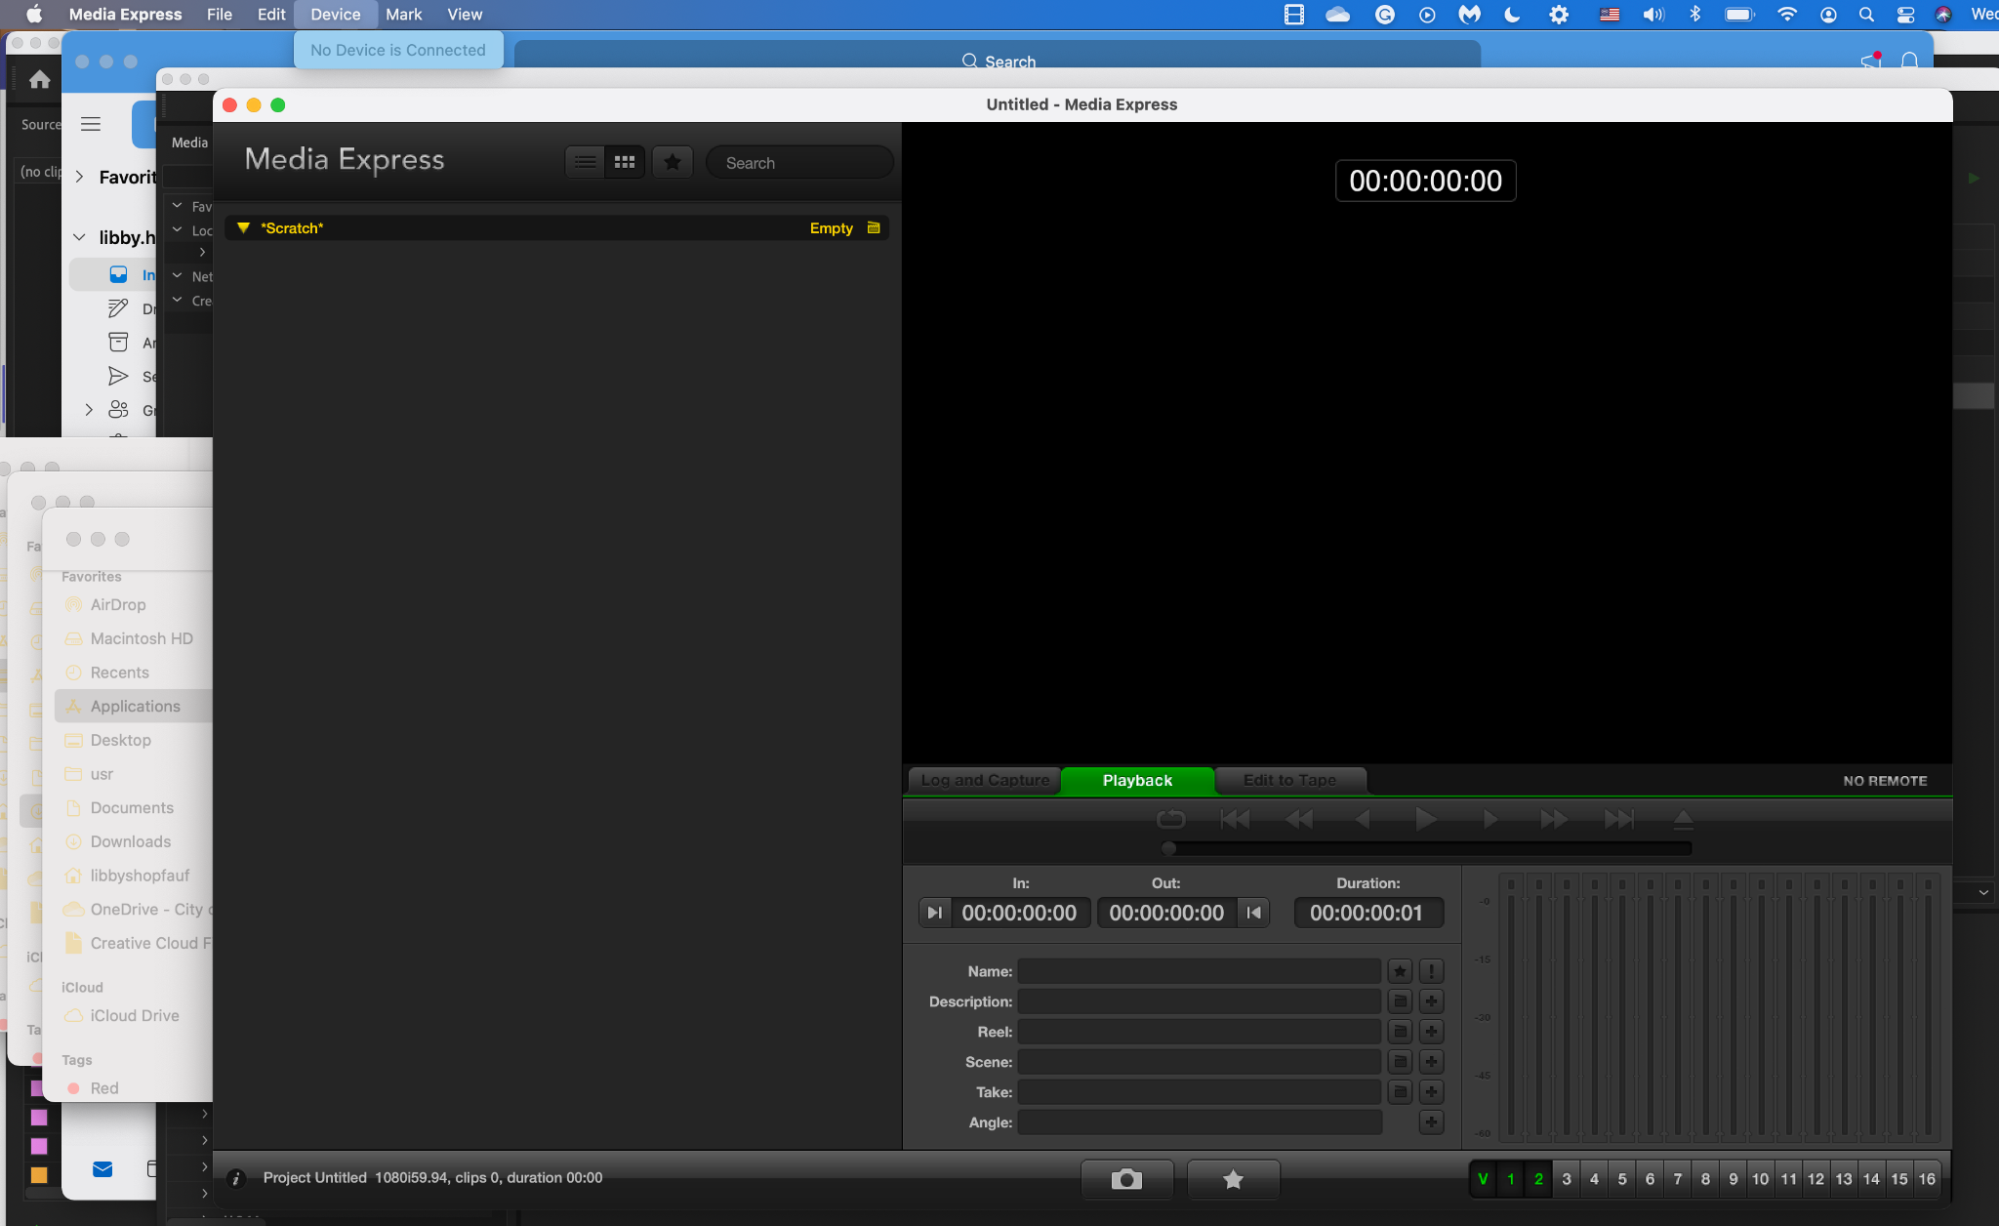 Media Express File Edit Device Mark View
No Device is Connected
Search
Source
Media
(no clip
Favorit
libby.h
Fav
Loc
Net
Cre
In
Dr
Ar
Se
Gr
Untitled - Media Express
Media Express
Search
*Scratch* Empty
00:00:00:00
Favorites
AirDrop
Macintosh HD
Recents
Applications
Desktop
usr
Documents
Downloads
libbyshopfauf
OneDrive - City
Creative Cloud F
iCloud
iCloud Drive
Tags
Red
Fa
iCl
Ta
Log and Capture Playback Edit to Tape NO REMOTE
In: Out: Duration:
00:00:00:00 00:00:00:00 00:00:00:01
Name:
Description:
Reel:
Scene:
Take:
Angle:
-0
-15
-30
-45
-60
Project Untitled 1080i59.94, clips 0, duration 00:00
V 1 2 3 4 5 6 7 8 9 10 11 12 13 14 15 16
Wed